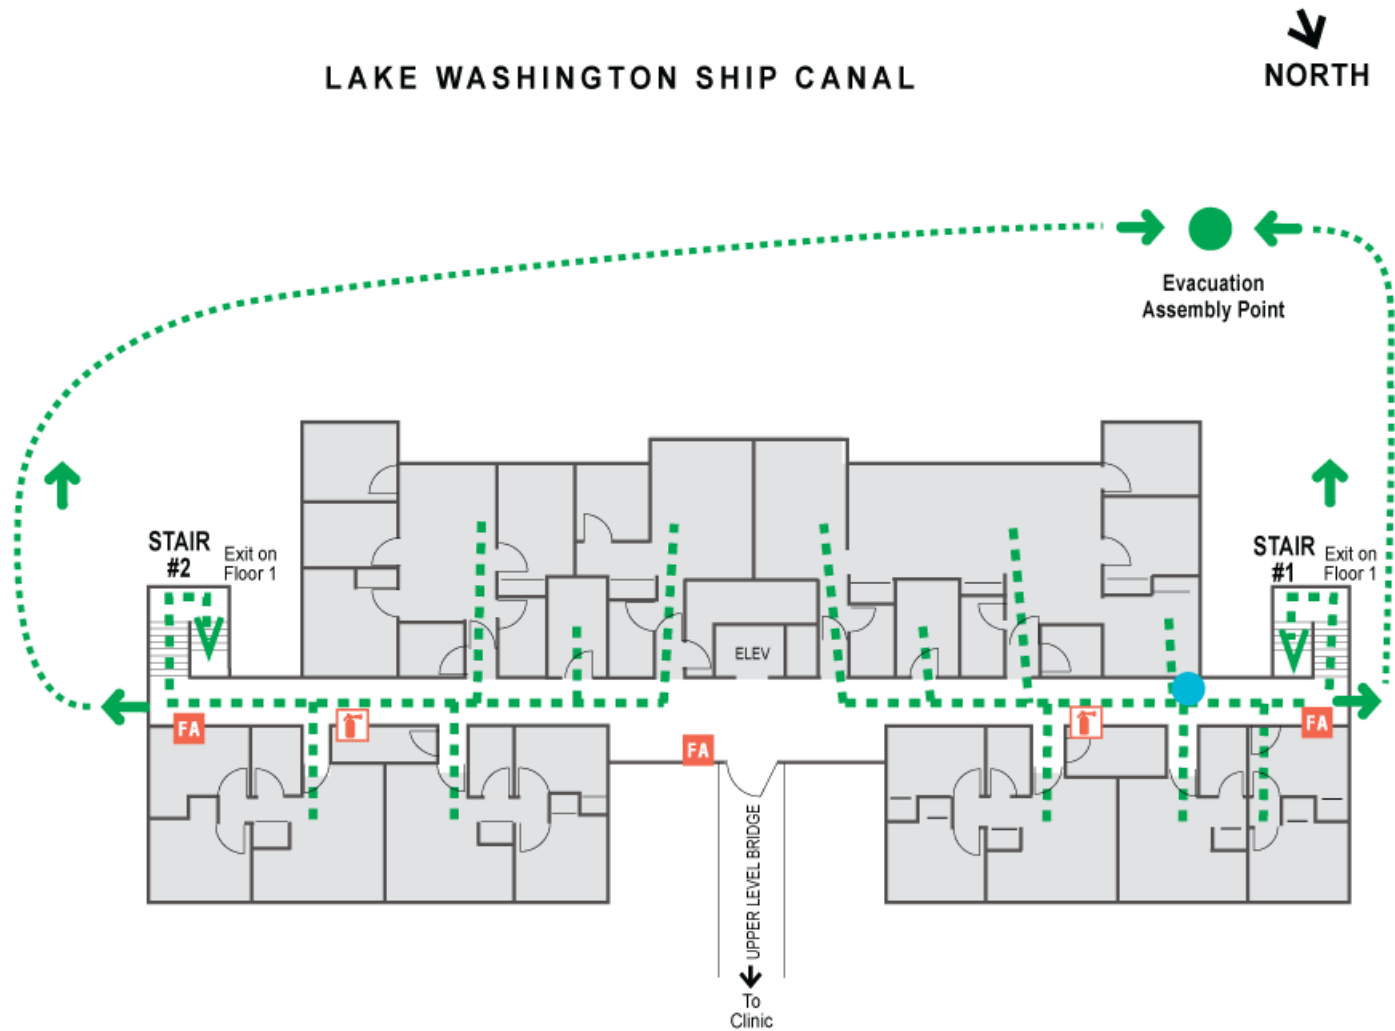 LAKE WASHINGTON SHIP CANAL
NORTH
Evacuation
Assembly Point
STAIR
#2
Exit on
Floor 1
STAIR
#1
Exit on
Floor 1
ELEV
FA
FA
FA
UPPER LEVEL BRIDGE
To
Clinic